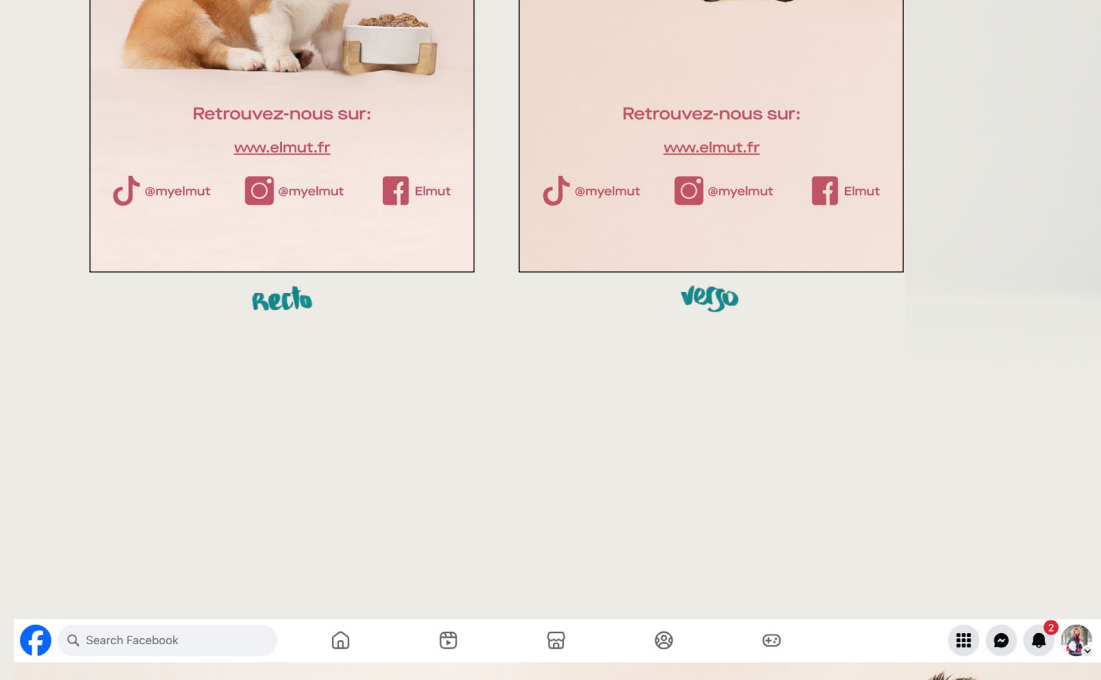 Retrouvez-nous sur:
www.elmut.fr
@myelmut @myelmut Elmut
Recto
Retrouvez-nous sur:
www.elmut.fr
@myelmut @myelmut Elmut
verso
Search Facebook
2